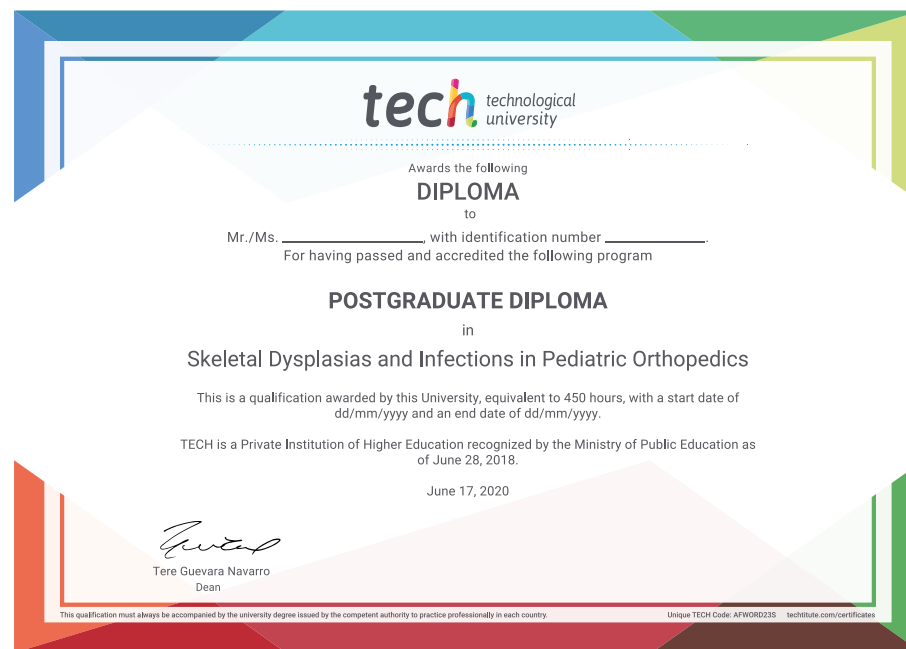 tech technological
university
Awards the following
DIPLOMA
to
Mr./Ms. ____________________, with identification number ______________.
For having passed and accredited the following program
POSTGRADUATE DIPLOMA
in
Skeletal Dysplasias and Infections in Pediatric Orthopedics
This is a qualification awarded by this University, equivalent to 450 hours, with a start date of
dd/mm/yyyy and an end date of dd/mm/yyyy.
TECH is a Private Institution of Higher Education recognized by the Ministry of Public Education as
of June 28, 2018.
June 17, 2020
Tere Guevara Navarro
Dean
This qualification must always be accompanied by the university degree issued by the competent authority to practice professionally in each country. Unique TECH Code: AFWORD23S techtitute.com/certificates